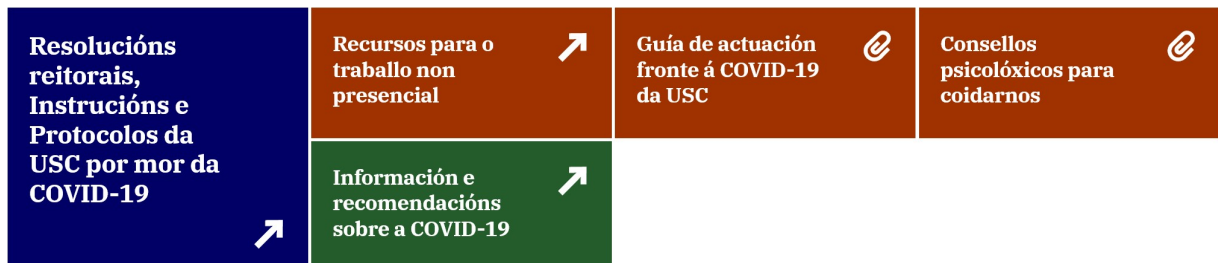 Resolucións
reitorais,
Instrucións e
Protocolos da
USC por mor da
COVID-19
Recursos para o
traballo non
presencial
Guía de actuación
fronte á COVID-19
da USC
Consellos
psicolóxicos para
coidarnos
Información e
recomendacións
sobre a COVID-19